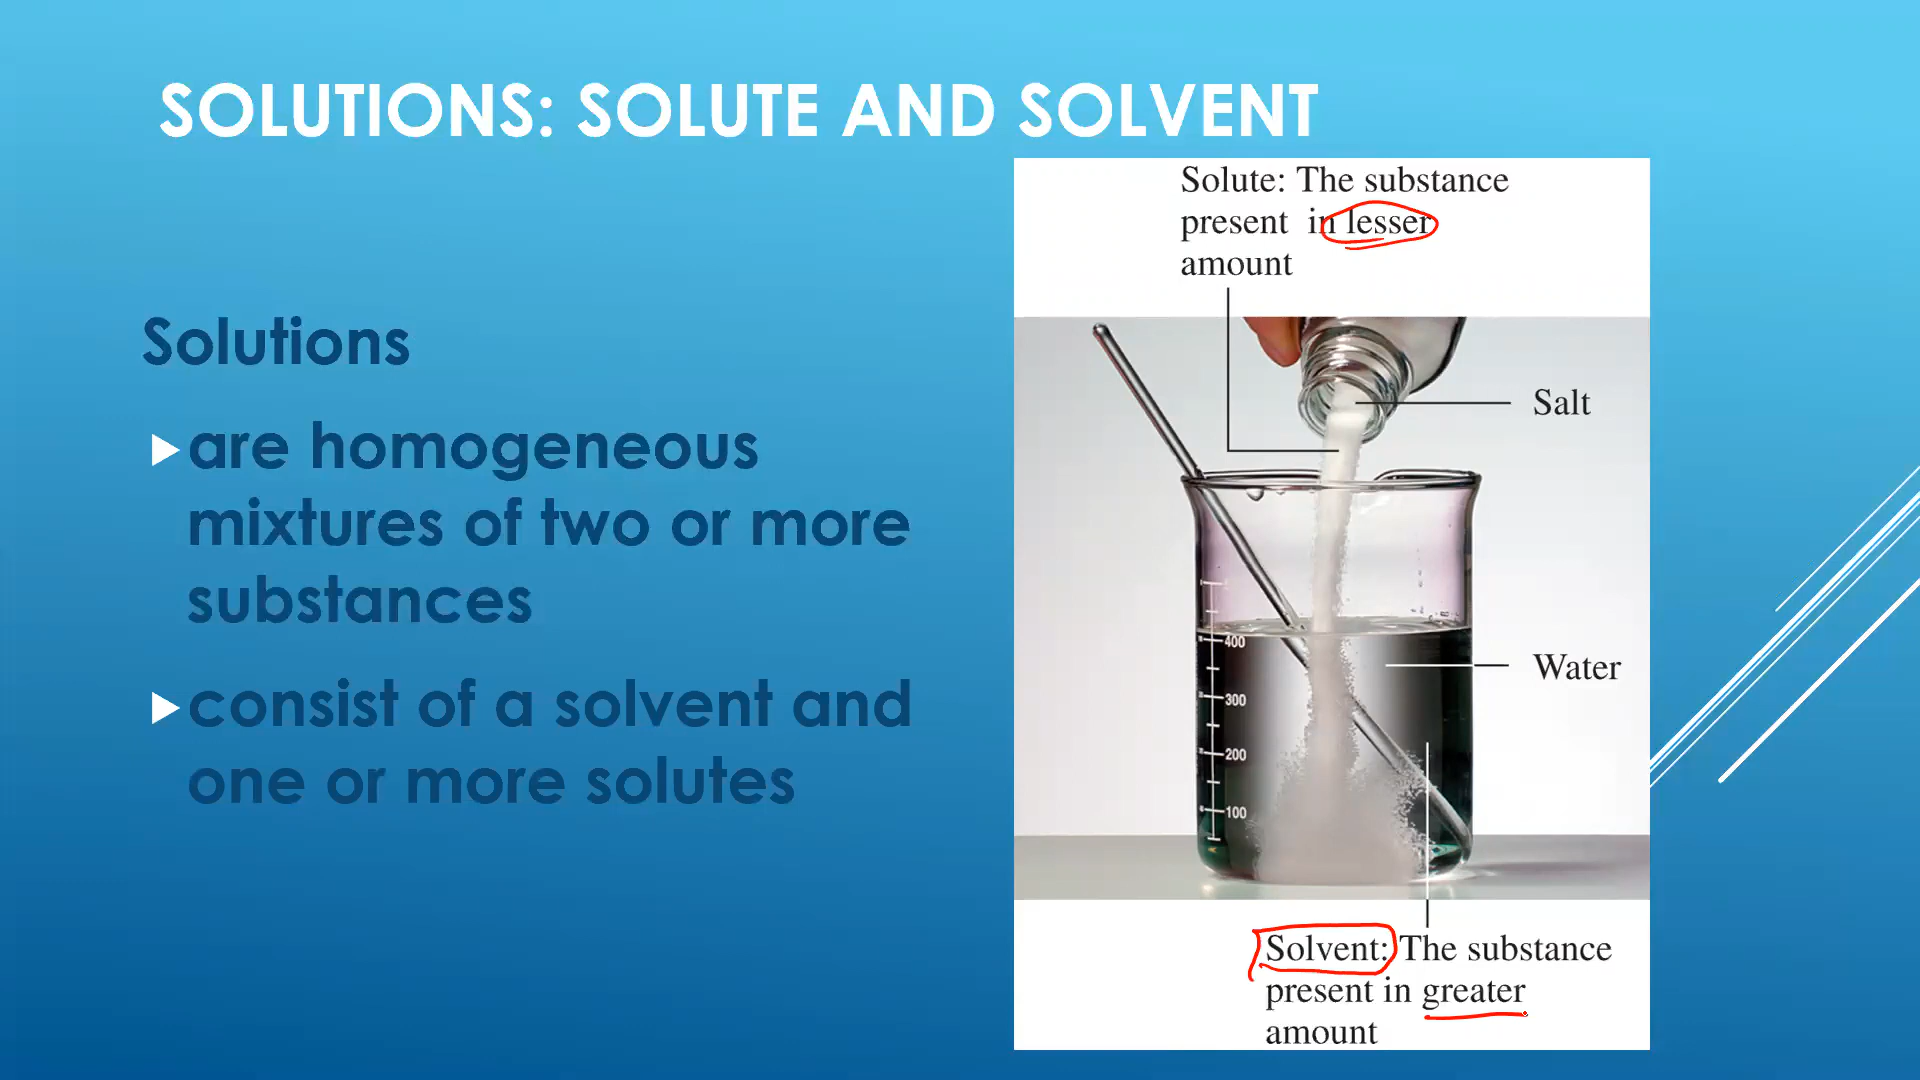 SOLUTIONS: SOLUTE AND SOLVENT
Solutions
are homogeneous
mixtures of two or more
substances
consist of a solvent and
one or more solutes
Solute: The substance
present in lesser
amount
Salt
400
Water
300
200
100
Solvent: The substance
present in greater
amount